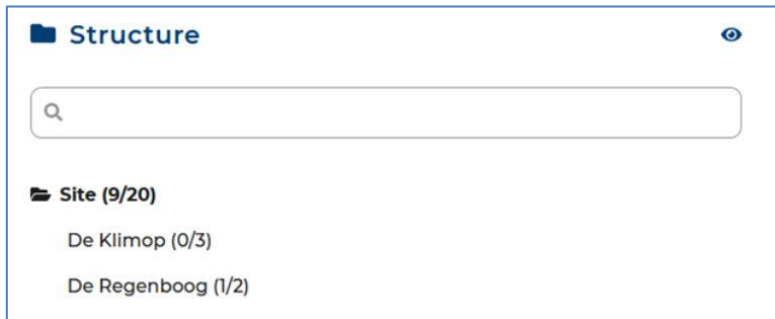 Structure
Site (9/20)
De Klimop (0/3)
De Regenboog (1/2)